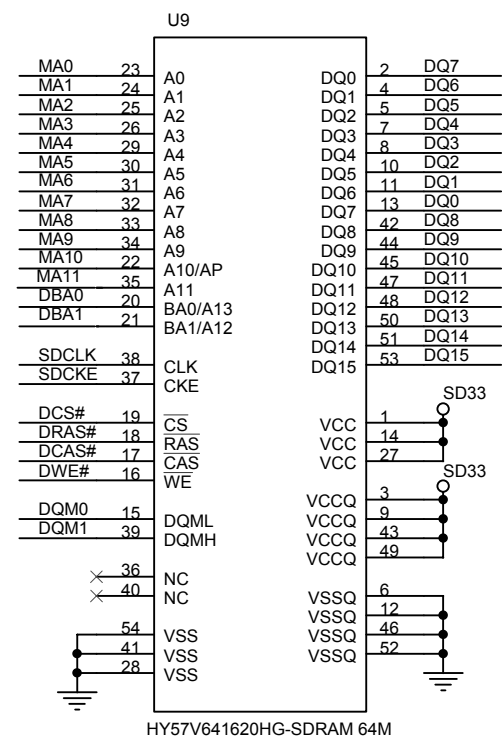 U9
MA0 23 A0 DQ0 2 DQ7
MA1 24 A1 DQ1 4 DQ6
MA2 25 A2 DQ2 5 DQ5
MA3 26 A3 DQ3 7 DQ4
MA4 29 A4 DQ4 8 DQ3
MA5 30 A5 DQ5 10 DQ2
MA6 31 A6 DQ6 11 DQ1
MA7 32 A7 DQ7 13 DQ0
MA8 33 A8 DQ8 42 DQ8
MA9 34 A9 DQ9 44 DQ9
MA10 22 A10/AP DQ10 45 DQ10
MA11 35 A11 DQ11 47 DQ11
DBA0 20 BA0/A13 DQ12 48 DQ12
DBA1 21 BA1/A12 DQ13 50 DQ13
DQ14 51 DQ14
SDCLK 38 CLK DQ15 53 DQ15
SDCKE 37 CKE
SD33
DCS# 19 CS VCC 1
DRAS# 18 RAS VCC 14
DCAS# 17 CAS VCC 27
DWE# 16 WE
SD33
VCCQ 3
DQM0 15 DQML VCCQ 9
DQM1 39 DQMH VCCQ 43
VCCQ 49
36 NC
40 NC VSSQ 6
VSSQ 12
54 VSS VSSQ 46
41 VSS VSSQ 52
28 VSS
HY57V641620HG-SDRAM 64M